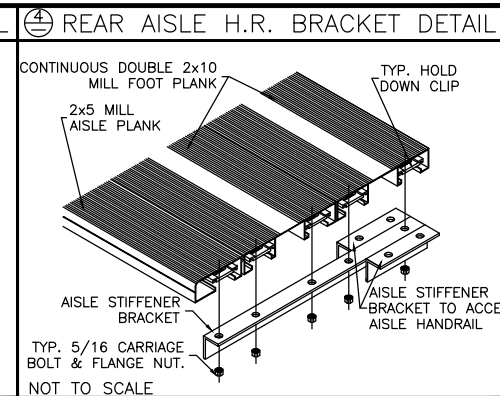 L
4 REAR AISLE H.R. BRACKET DETAIL
CONTINUOUS DOUBLE 2x10
MILL FOOT PLANK
TYP. HOLD
DOWN CLIP
2x5 MILL
AISLE PLANK
AISLE STIFFENER
BRACKET
AISLE STIFFENER
BRACKET TO ACCE
AISLE HANDRAIL
TYP. 5/16 CARRIAGE
BOLT & FLANGE NUT.
NOT TO SCALE